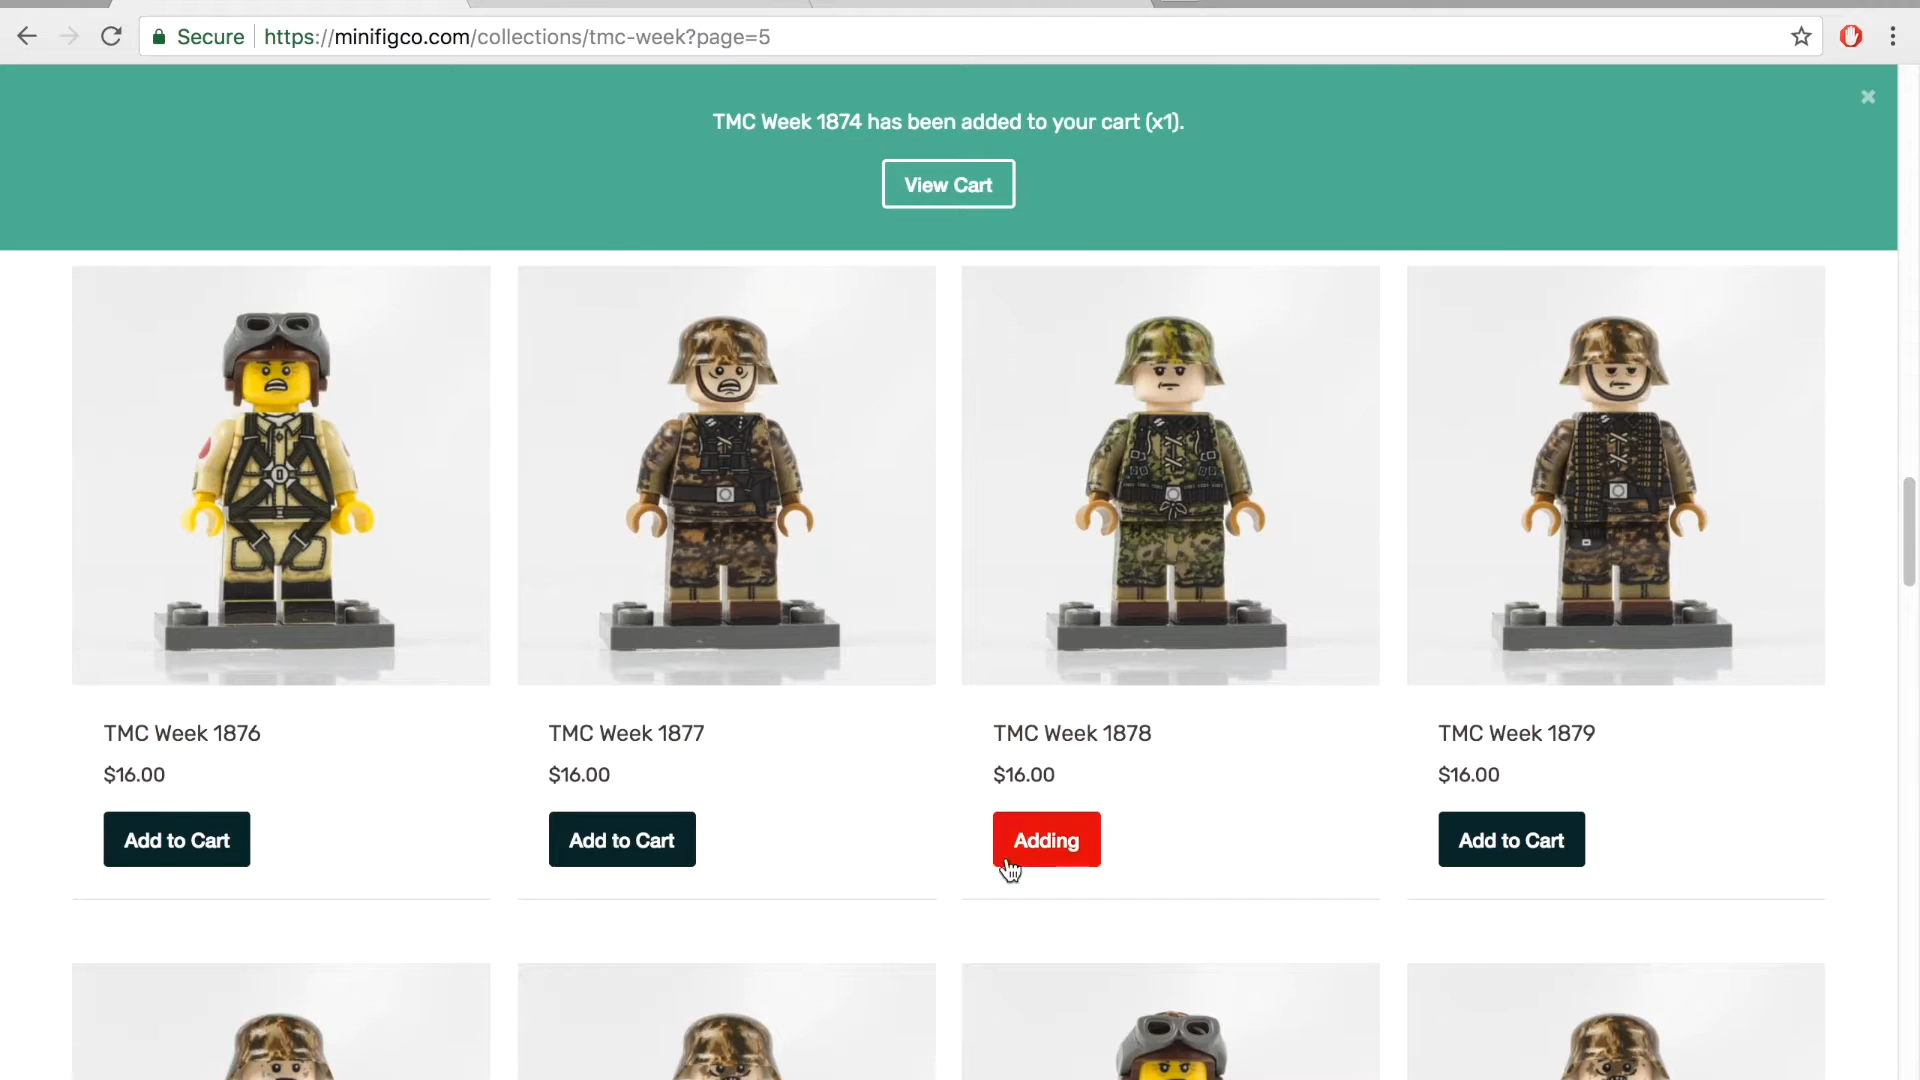 Secure https://minifigco.com/collections/tmc-week?page=5
TMC Week 1874 has been added to your cart (x1).
View Cart
TMC Week 1876
$16.00
Add to Cart
TMC Week 1877
$16.00
Add to Cart
TMC Week 1878
$16.00
Adding
TMC Week 1879
$16.00
Add to Cart